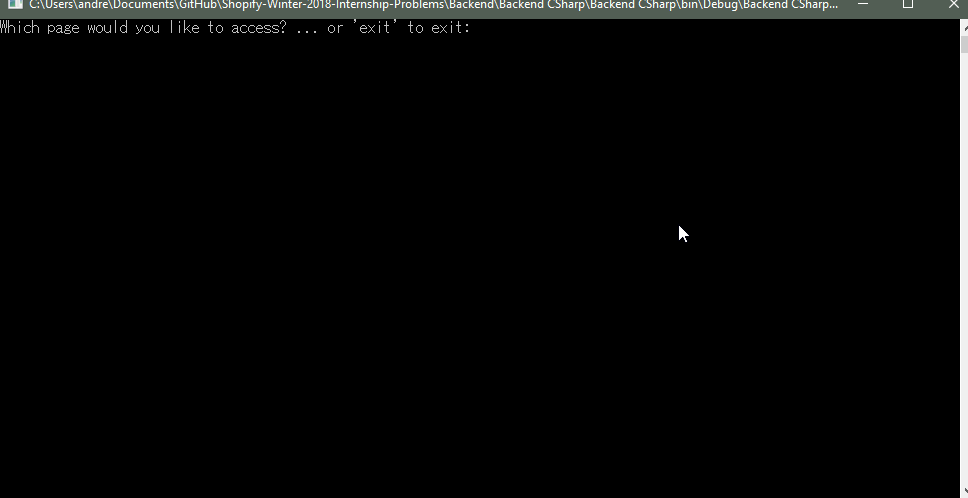 C:\Users\andre\Documents\GitHub\Shopify-Winter-2018-Internship-Problems\Backend\Backend CSharp\Backend CSharp\bin\Debug\Backend CSharp...
Which page would you like to access? ... or 'exit' to exit: